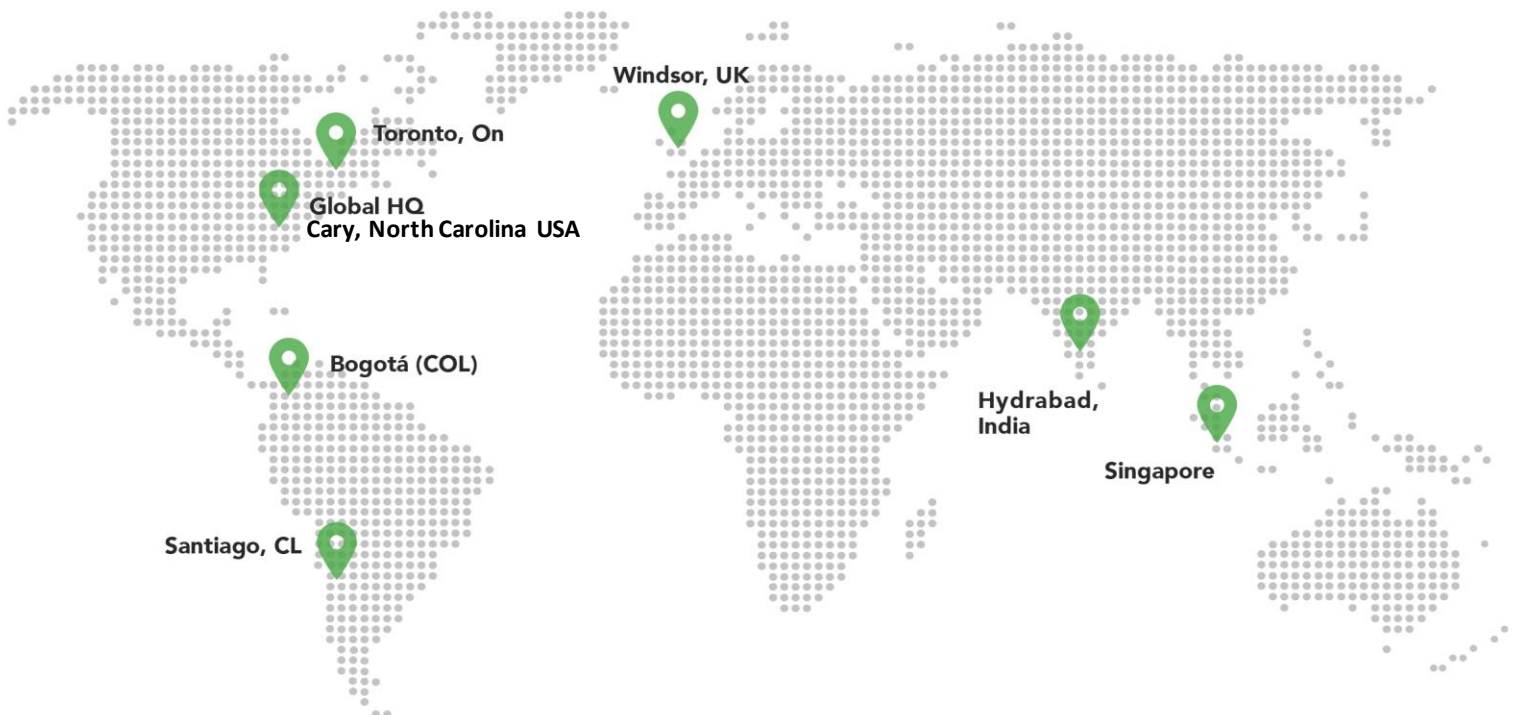 Windsor, UK
Toronto, On
Global HQ
Cary, North Carolina USA
Bogotá (COL)
Hydrabad,
India
Singapore
Santiago, CL